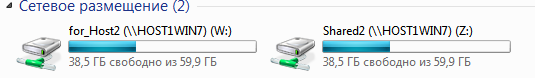 Сетевое размещение (2)
for_Host2 (\\HOST1WIN7) (W:)
38,5 ГБ свободно из 59,9 ГБ
Shared2 (\\HOST1WIN7) (Z:)
38,5 ГБ свободно из 59,9 ГБ